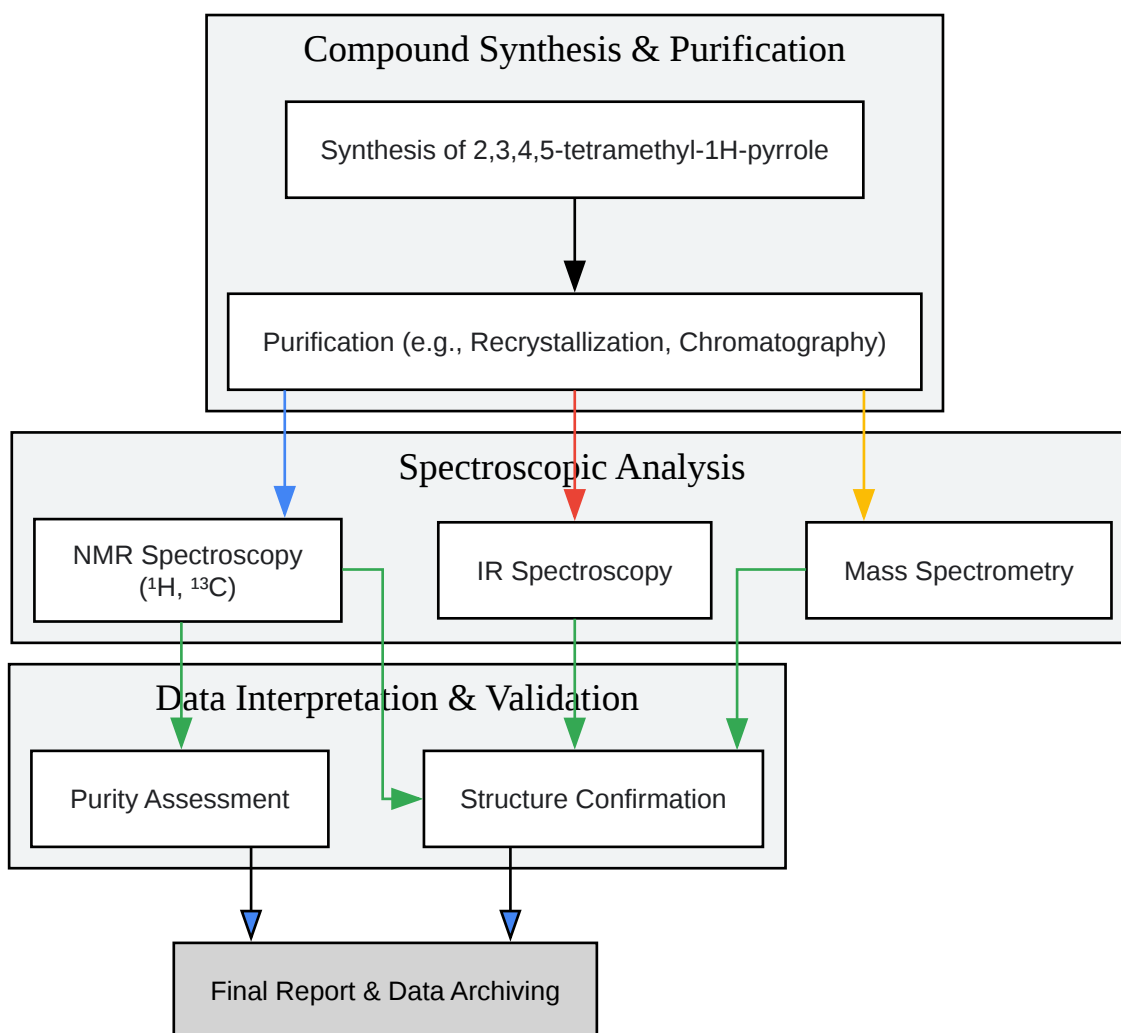 Compound Synthesis & Purification
Synthesis of 2,3,4,5-tetramethyl-1H-pyrrole
Purification (e.g., Recrystallization, Chromatography)
Spectroscopic Analysis
NMR Spectroscopy
(¹H, ¹³C)
IR Spectroscopy
Mass Spectrometry
Data Interpretation & Validation
Purity Assessment
Structure Confirmation
Final Report & Data Archiving